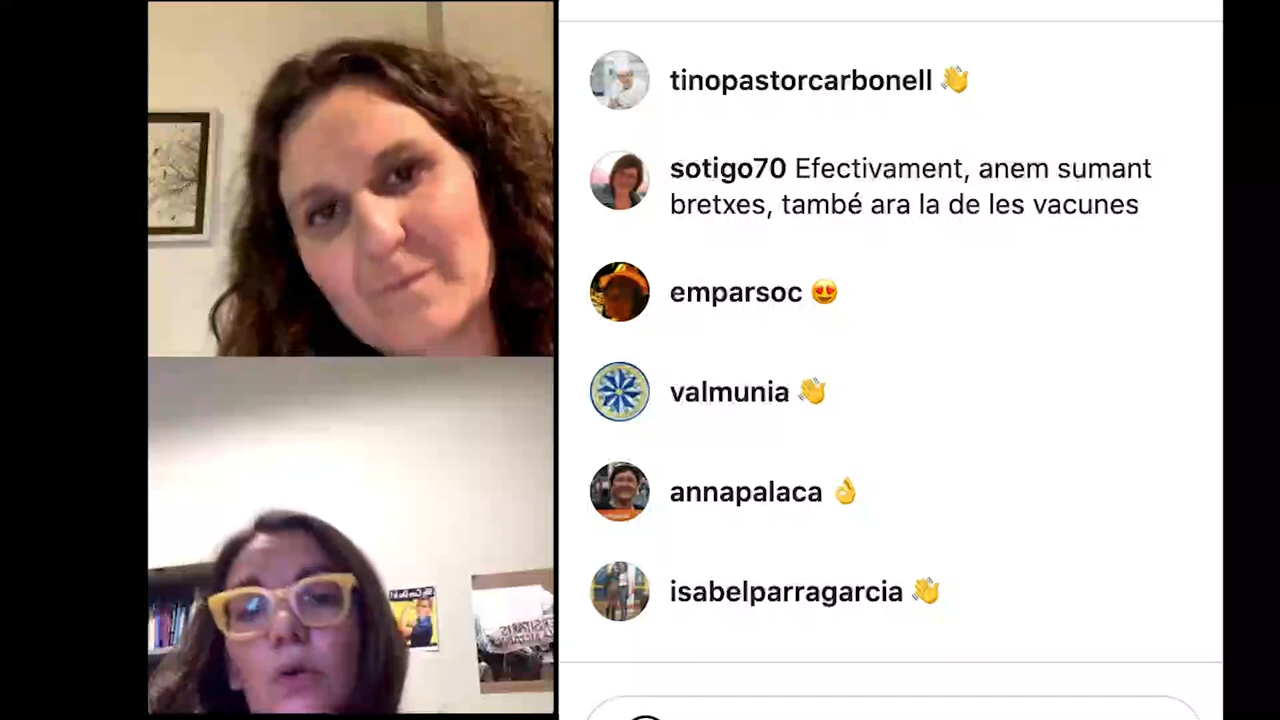 tinopastorcarbonell 👋
sotigo70 Efectivament, anem sumant
bretxes, també ara la de les vacunes
emparsoc 😍
valmunia 👋
annapalaca 👌
isabelparragarcia 👋